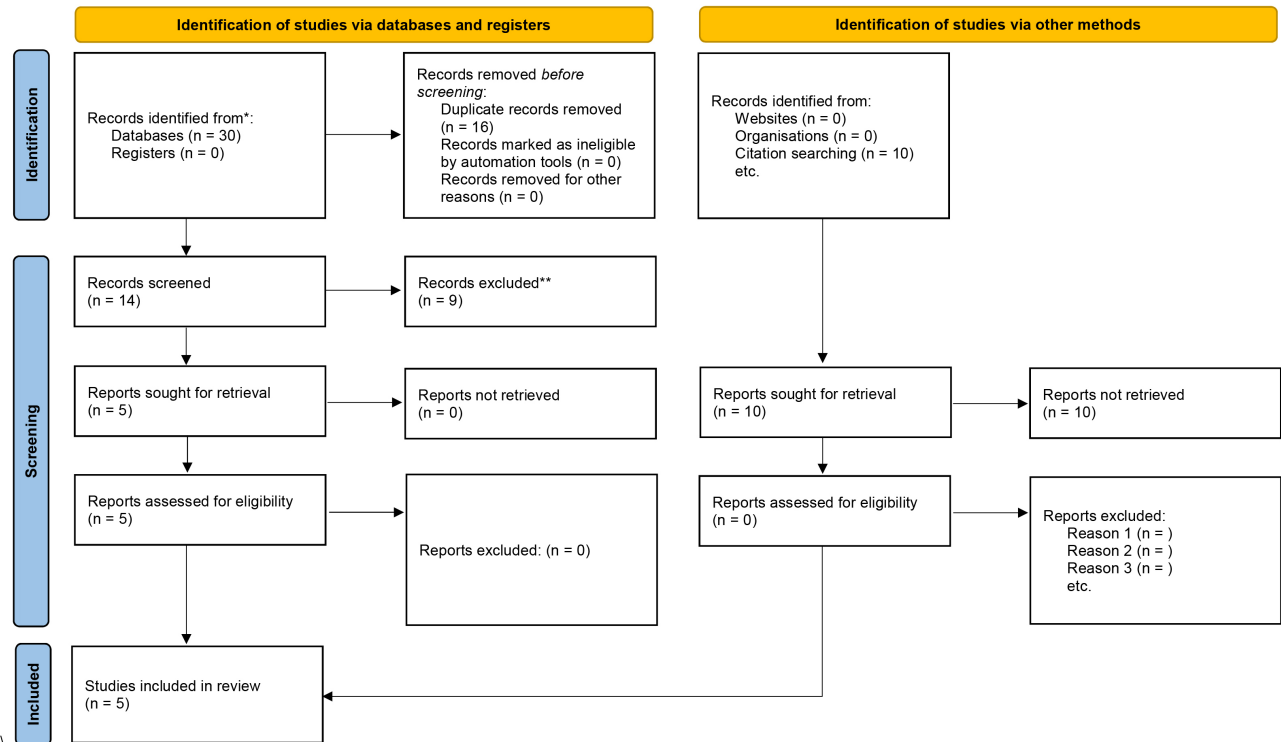 Identification of studies via databases and registers
Identification of studies via other methods
Identification
Records identified from*:
Databases (n = 30)
Registers (n = 0)
Records removed before
screening:
Duplicate records removed
(n = 16)
Records marked as ineligible
by automation tools (n = 0)
Records removed for other
reasons (n = 0)
Records identified from:
Websites (n = 0)
Organisations (n = 0)
Citation searching (n = 10)
etc.
Screening
Records screened
(n = 14)
Records excluded**
(n = 9)
Reports sought for retrieval
(n = 5)
Reports not retrieved
(n = 0)
Reports sought for retrieval
(n = 10)
Reports not retrieved
(n = 10)
Reports assessed for eligibility
(n = 5)
Reports excluded: (n = 0)
Reports assessed for eligibility
(n = 0)
Reports excluded:
Reason 1 (n = )
Reason 2 (n = )
Reason 3 (n = )
etc.
Included
Studies included in review
(n = 5)
\